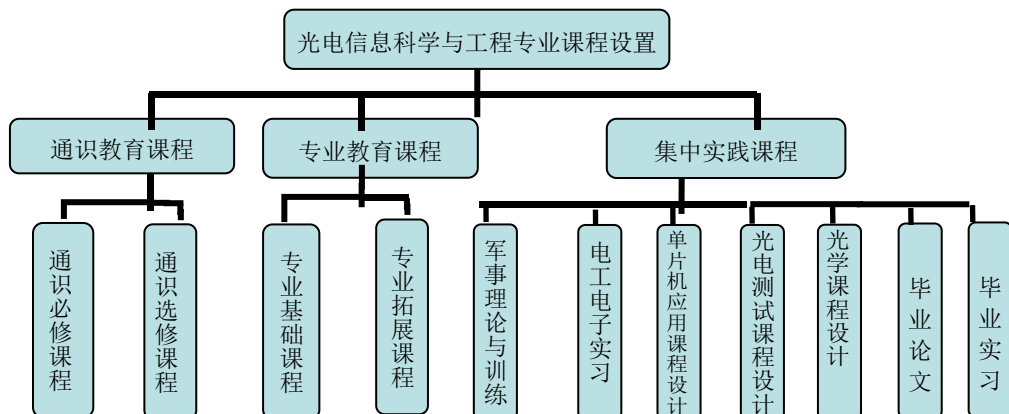 光电信息科学与工程专业课程设置
通识教育课程
专业教育课程
集中实践课程
通识必修课程
通识选修课程
专业基础课程
专业拓展课程
军事理论与训练
电工电子实习
单片机应用课程设计
光电测试课程设计
光学课程设计
毕业论文
毕业实习